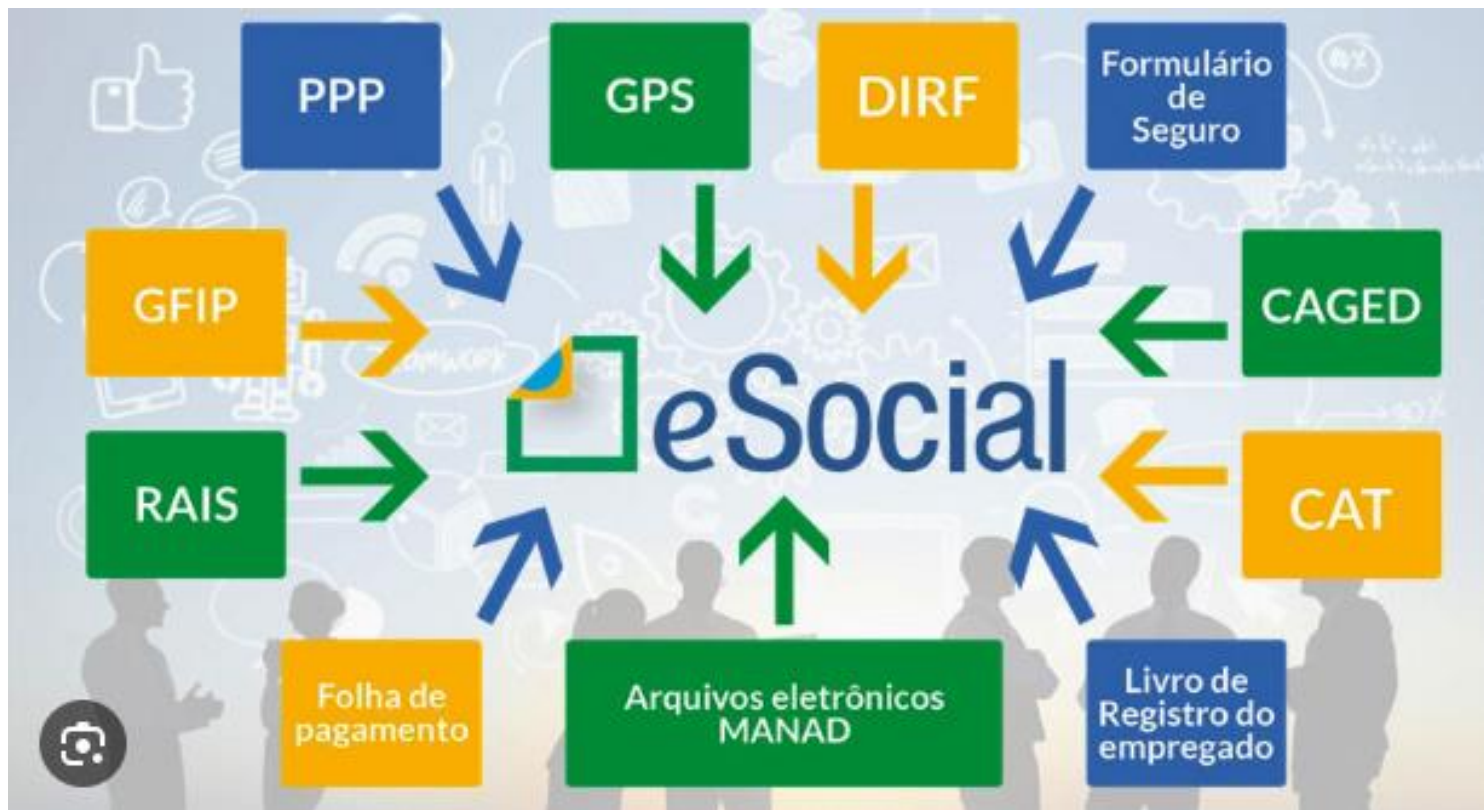 PPP
GPS
DIRF
Formulário
de
Seguro
GFIP
CAGED
eSocial
RAIS
CAT
Folha de
pagamento
Arquivos eletrônicos
MANAD
Livro de
Registro do
empregado